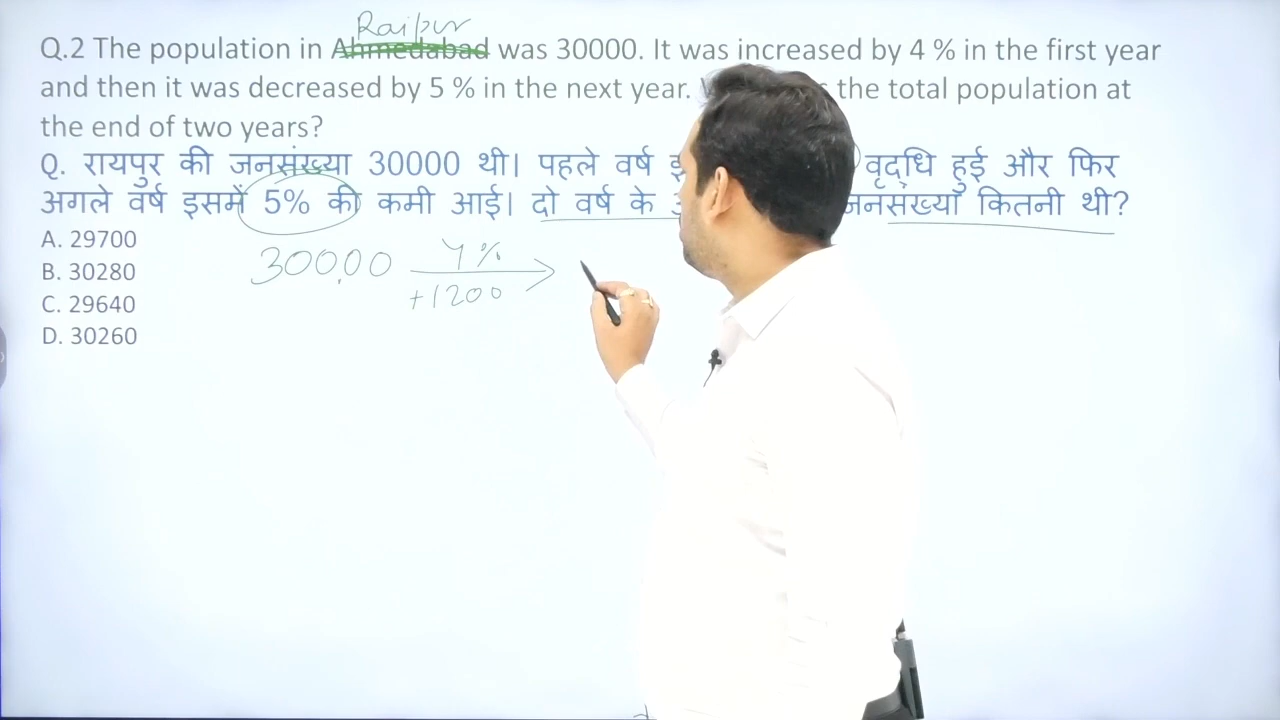 Raipur
Q.2 The population in Ahmedabad was 30000. It was increased by 4 % in the first year
and then it was decreased by 5 % in the next year. the total population at
the end of two years?
Q. रायपुर की जनसंख्या 30000 थी। पहले वर्ष वृद्धि हुई और फिर
अगले वर्ष इसमें 5% की कमी आई। दो वर्ष के जनसंख्या कितनी थी?
A. 29700
B. 30280
C. 29640
D. 30260
30000 4%
+1200